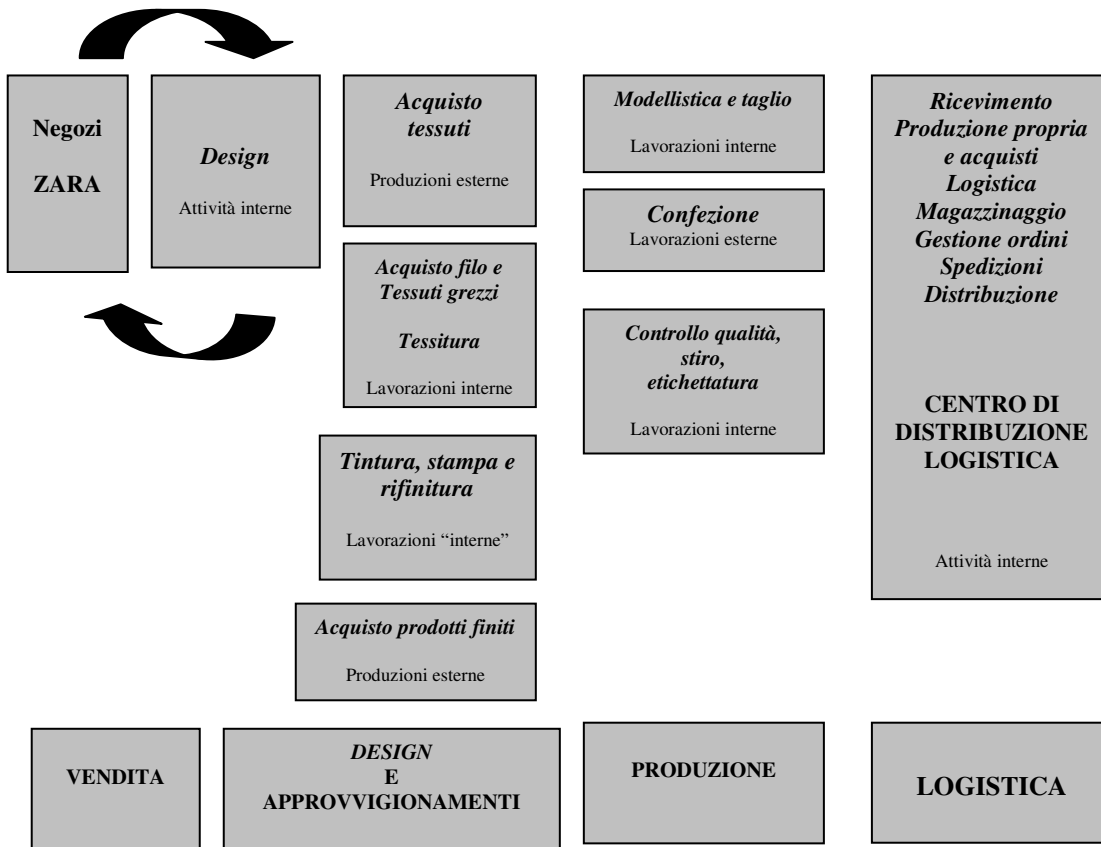 Negozi
ZARA
Design
Attività interne
Acquisto
tessuti
Produzioni esterne
Acquisto filo e
Tessuti grezzi
Tessitura
Lavorazioni interne
Tintura, stampa e
rifinitura
Lavorazioni “interne”
Acquisto prodotti finiti
Produzioni esterne
Modellistica e taglio
Lavorazioni interne
Confezione
Lavorazioni esterne
Controllo qualità,
stiro,
etichettatura
Lavorazioni interne
Ricevimento
Produzione propria
e acquisti
Logistica
Magazzinaggio
Gestione ordini
Spedizioni
Distribuzione
CENTRO DI
DISTRIBUZIONE
LOGISTICA
Attività interne
VENDITA
DESIGN
E
APPROVVIGIONAMENTI
PRODUZIONE
LOGISTICA